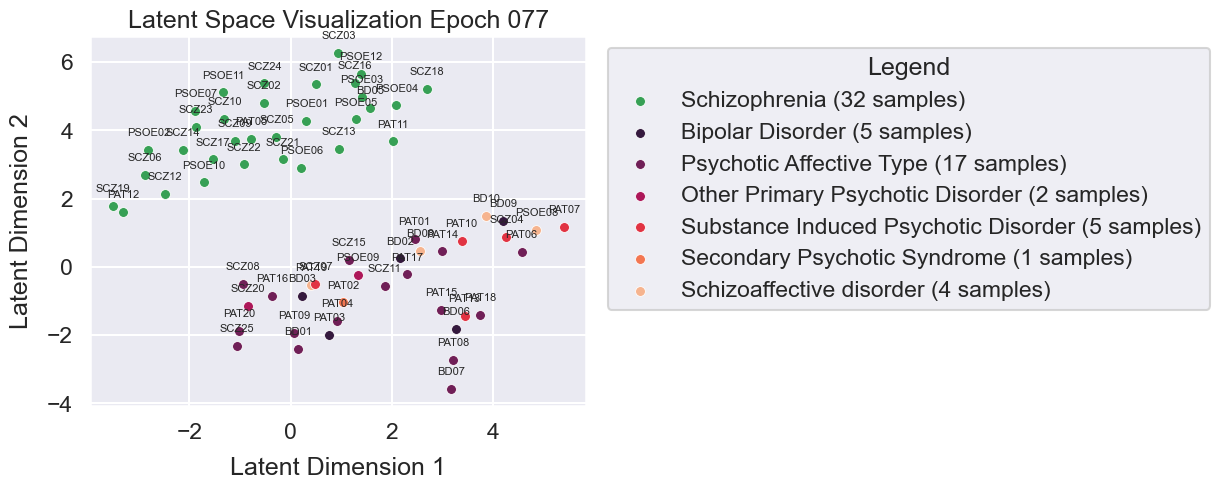 Latent Space Visualization Epoch 077
SCZ03
PSOE12
SCZ24
SCZ01
SCZ16
SCZ18
PSOE11
PSOE03
SCZ02
BD05
PSOE04
PSOE07
SCZ10
PSOE01
PSOE05
SCZ23
SCZ09
SCZ05
PAT11
PSOE02
SCZ14
SCZ13
SCZ17
SCZ21
SCZ22
PSOE06
SCZ06
PSOE10
SCZ12
SCZ19
PAT12
BD10
BD09
PSOE08
PAT07
SCZ04
PAT01
PAT10
PAT14
PAT06
SCZ15
BD02
PSOE09
PAT17
SCZ08
SCZ11
PAT16
BD03
SCZ20
PAT02
PAT15
PAT18
PAT04
PAT20
PAT09
PAT03
BD06
SCZ25
BD01
PAT08
BD07
6
4
2
0
−2
−4
−2
0
2
4
Latent Dimension 2
Latent Dimension 1
Legend
Schizophrenia (32 samples)
Bipolar Disorder (5 samples)
Psychotic Affective Type (17 samples)
Other Primary Psychotic Disorder (2 samples)
Substance Induced Psychotic Disorder (5 samples)
Secondary Psychotic Syndrome (1 samples)
Schizoaffective disorder (4 samples)